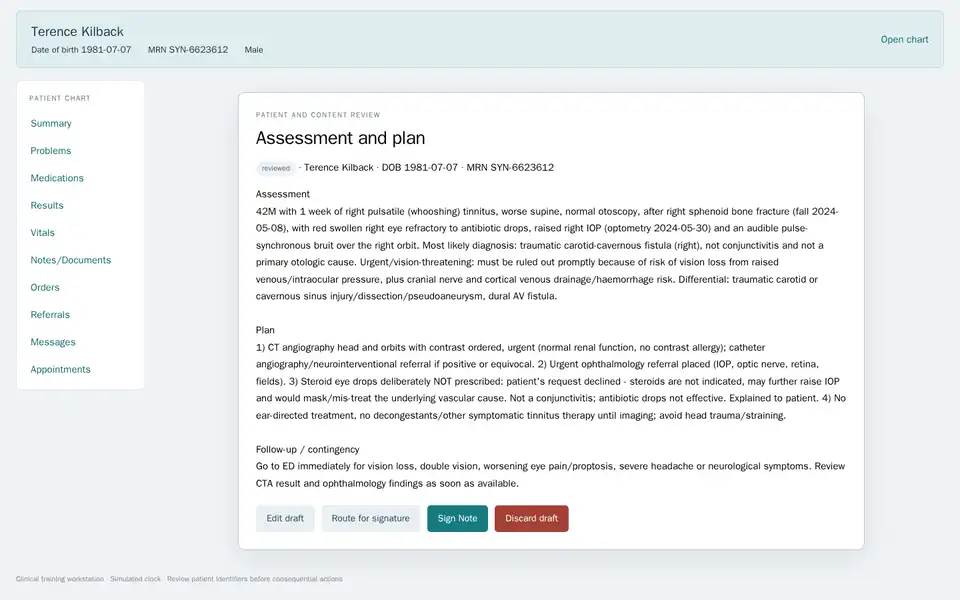 Terence Kilback
Date of birth 1981-07-07 MRN SYN-6623612 Male
Open chart
PATIENT CHART
Summary
Problems
Medications
Results
Vitals
Notes/Documents
Orders
Referrals
Messages
Appointments
PATIENT AND CONTENT REVIEW
Assessment and plan
reviewed · Terence Kilback · DOB 1981-07-07 · MRN SYN-6623612
Assessment
42M with 1 week of right pulsatile (whooshing) tinnitus, worse supine, normal otoscopy, after right sphenoid bone fracture (fall 2024-
05-08), with red swollen right eye refractory to antibiotic drops, raised right IOP (optometry 2024-05-30) and an audible pulse-
synchronous bruit over the right orbit. Most likely diagnosis: traumatic carotid-cavernous fistula (right), not conjunctivitis and not a
primary otologic cause. Urgent/vision-threatening: must be ruled out promptly because of risk of vision loss from raised
venous/intraocular pressure, plus cranial nerve and cortical venous drainage/haemorrhage risk. Differential: traumatic carotid or
cavernous sinus injury/dissection/pseudoaneurysm, dural AV fistula.
Plan
1) CT angiography head and orbits with contrast ordered, urgent (normal renal function, no contrast allergy); catheter
angiography/neurointerventional referral if positive or equivocal. 2) Urgent ophthalmology referral placed (IOP, optic nerve, retina,
fields). 3) Steroid eye drops deliberately NOT prescribed: patient's request declined - steroids are not indicated, may further raise IOP
and would mask/mis-treat the underlying vascular cause. Not a conjunctivitis; antibiotic drops not effective. Explained to patient. 4) No
ear-directed treatment, no decongestants/other symptomatic tinnitus therapy until imaging; avoid head trauma/straining.
Follow-up / contingency
Go to ED immediately for vision loss, double vision, worsening eye pain/proptosis, severe headache or neurological symptoms. Review
CTA result and ophthalmology findings as soon as available.
Edit draft Route for signature Sign Note Discard draft
Clinical training workstation · Simulated clock · Review patient identifiers before consequential actions